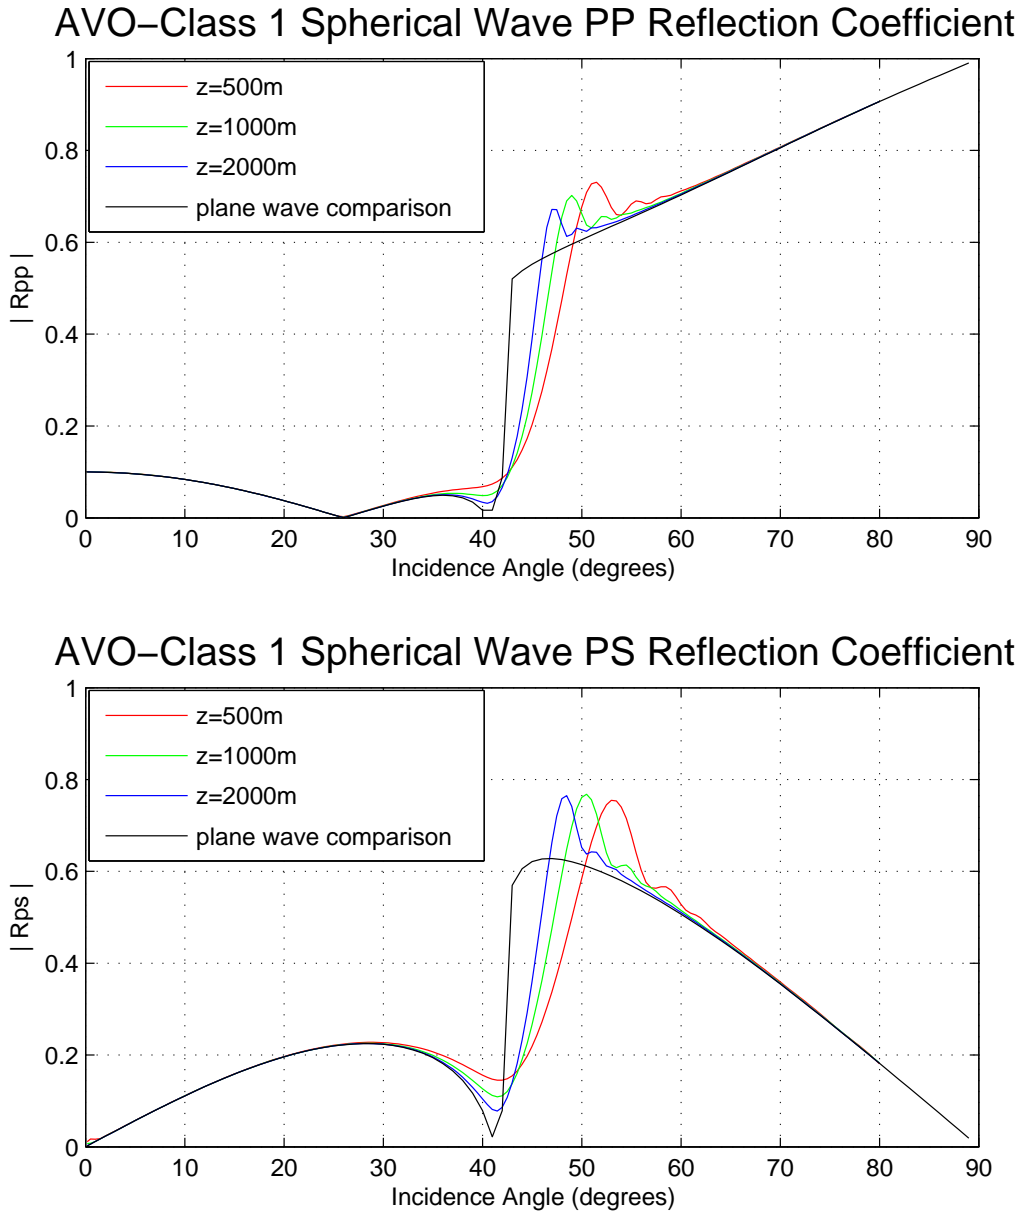 AVO−Class 1 Spherical Wave PP Reflection Coefficient
1
z=500m
z=1000m
z=2000m
plane wave comparison
0.8
0.6
0.4
0.2
0
| Rpp |
0 10 20 30 40 50 60 70 80 90
Incidence Angle (degrees)
AVO−Class 1 Spherical Wave PS Reflection Coefficient
1
z=500m
z=1000m
z=2000m
plane wave comparison
0.8
0.6
0.4
0.2
0
| Rps |
0 10 20 30 40 50 60 70 80 90
Incidence Angle (degrees)